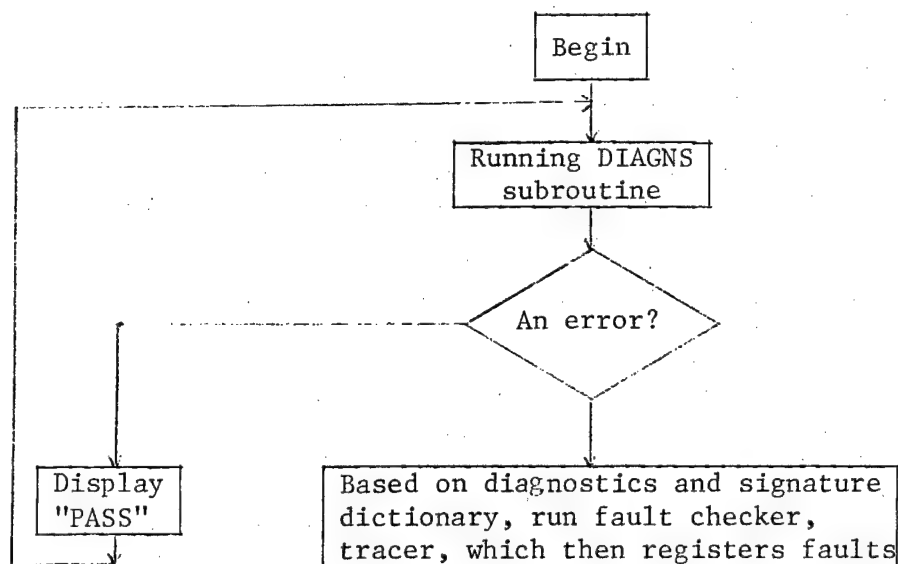 Begin
Running DIAGNS
subroutine
An error?
Display
"PASS"
Based on diagnostics and signature
dictionary, run fault checker,
tracer, which then registers faults